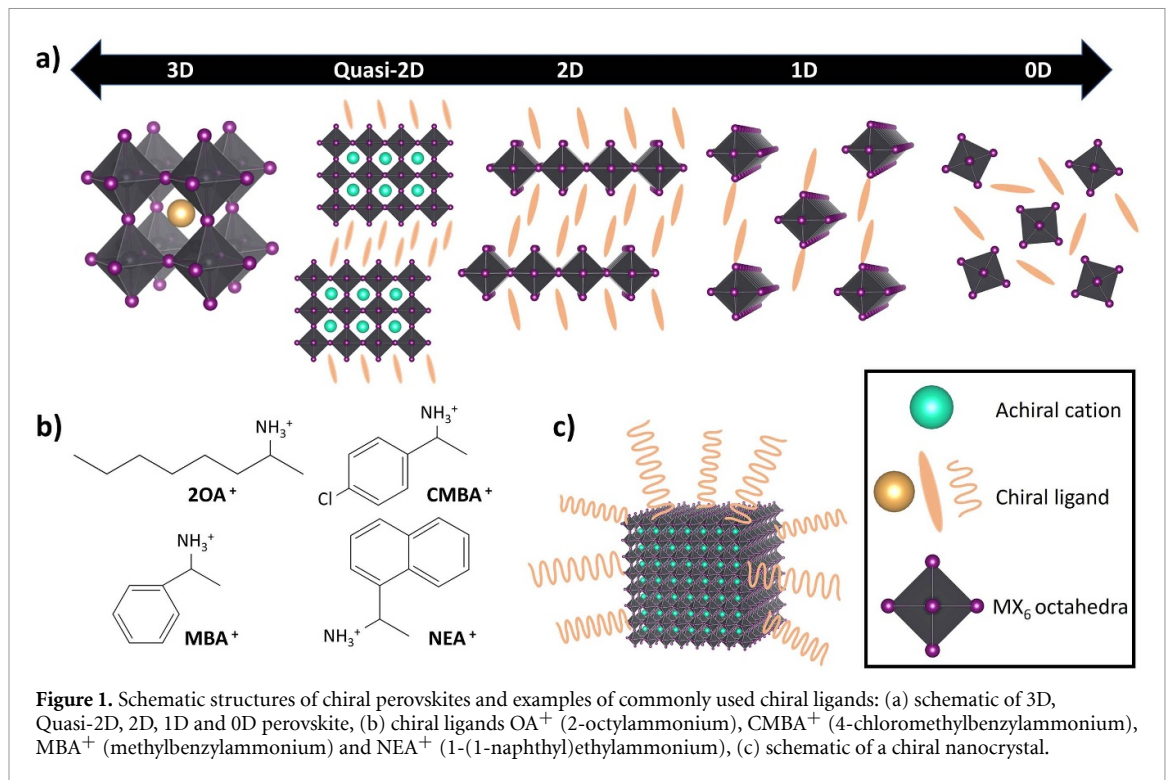 a)
3D Quasi-2D 2D 1D 0D
b)
NH₃⁺
2OA⁺
NH₃⁺
Cl
CMBA⁺
NH₃⁺
MBA⁺
NH₃⁺
NEA⁺
c)
Achiral cation
Chiral ligand
MX₆ octahedra
Figure 1. Schematic structures of chiral perovskites and examples of commonly used chiral ligands: (a) schematic of 3D,
Quasi-2D, 2D, 1D and 0D perovskite, (b) chiral ligands OA⁺ (2-octylammonium), CMBA⁺ (4-chloromethylbenzylammonium),
MBA⁺ (methylbenzylammonium) and NEA⁺ (1-(1-naphthyl)ethylammonium), (c) schematic of a chiral nanocrystal.